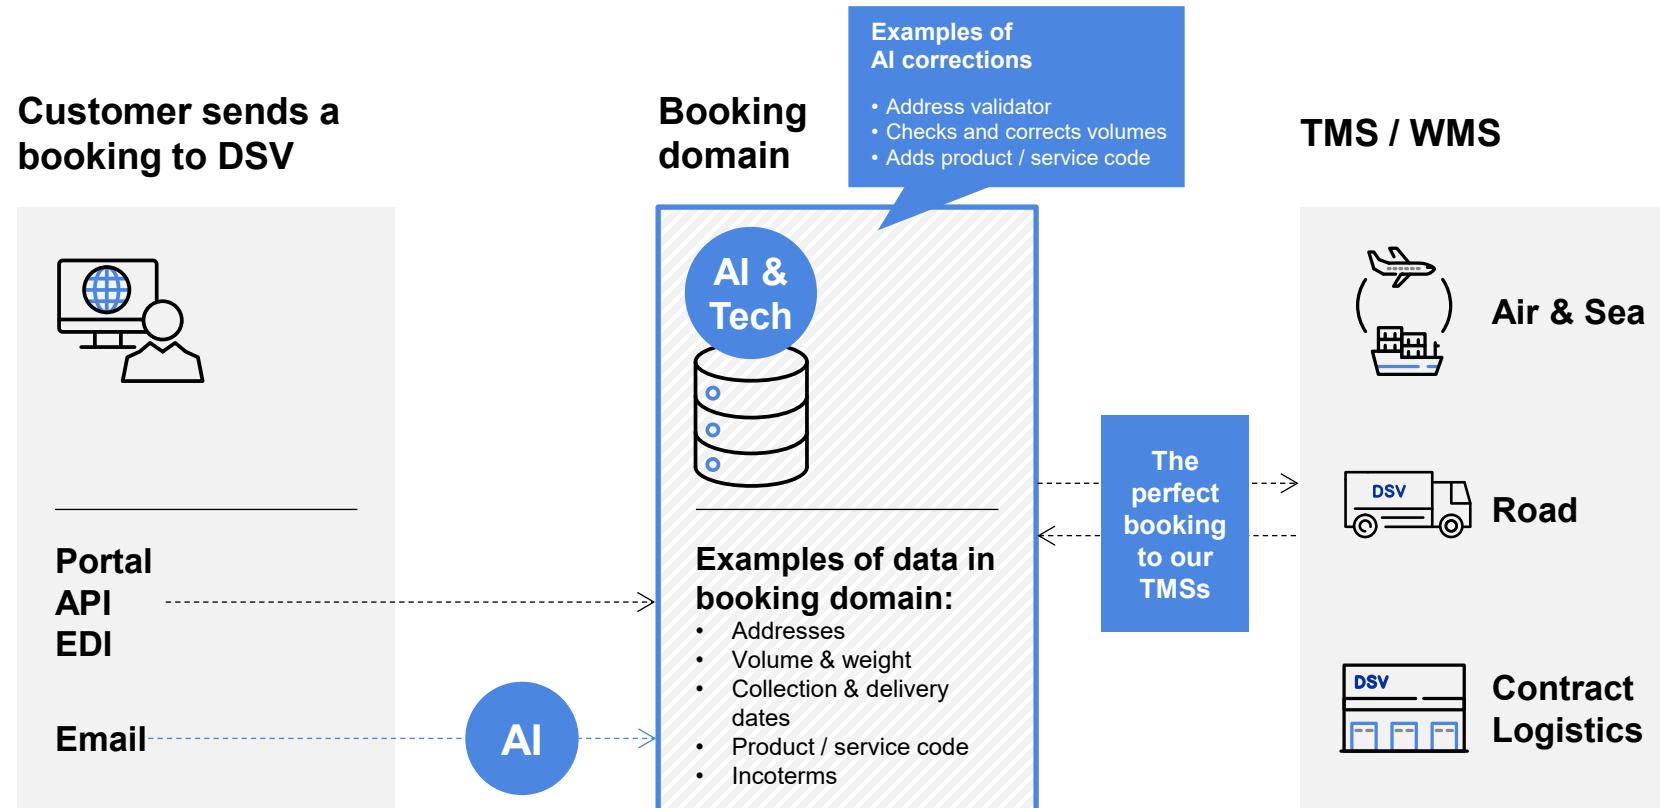 Customer sends a
booking to DSV
Portal
API
EDI
Email
AI
Booking
domain
Examples of
AI corrections
• Address validator
• Checks and corrects volumes
• Adds product / service code
AI &
Tech
Examples of data in
booking domain:
• Addresses
• Volume & weight
• Collection & delivery
dates
• Product / service code
• Incoterms
The
perfect
booking
to our
TMSs
TMS / WMS
Air & Sea
DSV
Road
DSV
Contract
Logistics